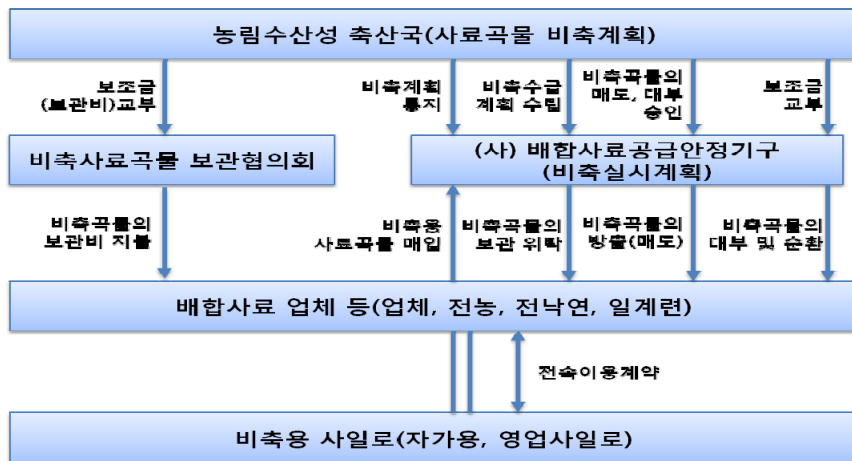 농림수산성 축산국(사료곡물 비축계획)
보조금
(보관비)교부
비축계획
통지
비축수급
계획 수립
비축곡물의
매도, 대부
승인
보조금
교부
비축사료곡물 보관협의회
(사) 배합사료공급안정기구
(비축실시계획)
비축곡물의
보관비 지불
비축용
사료곡물 매입
비축곡물의
보관 위탁
비축곡물의
방출(매도)
비축곡물의
대부 및 순환
배합사료 업체 등(업체, 전농, 전낙연, 일계련)
전속이용계약
비축용 사일로(자가용, 영업사일로)